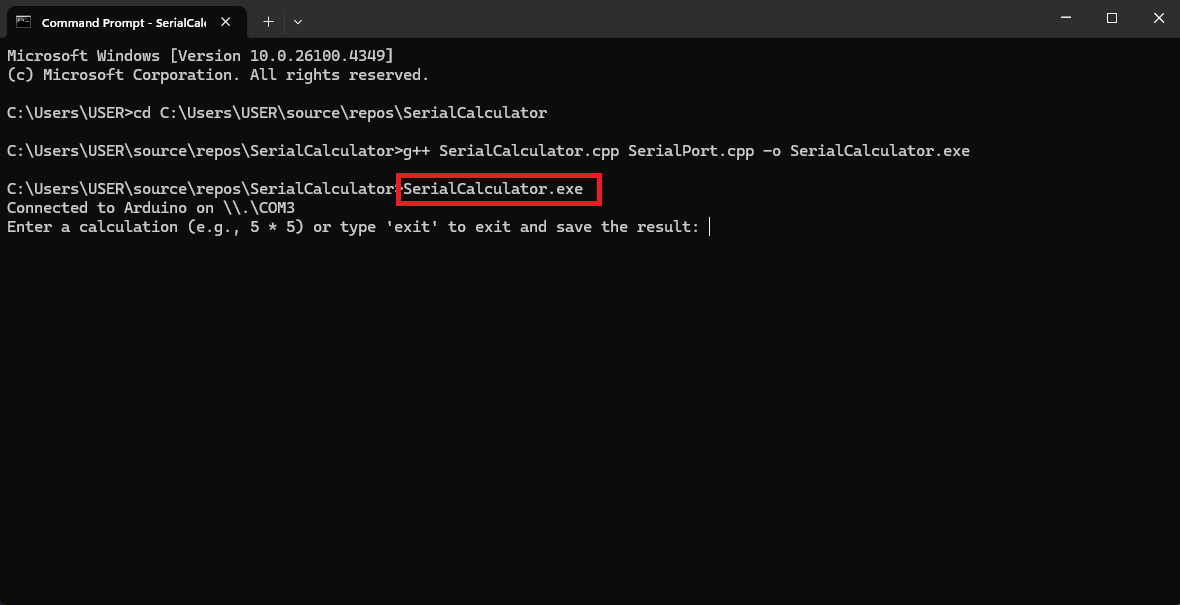 Command Prompt - SerialCal
Microsoft Windows [Version 10.0.26100.4349]
(c) Microsoft Corporation. All rights reserved.
C:\Users\USER>cd C:\Users\USER\source\repos\SerialCalculator
C:\Users\USER\source\repos\SerialCalculator>g++ SerialCalculator.cpp SerialPort.cpp -o SerialCalculator.exe
C:\Users\USER\source\repos\SerialCalculator>SerialCalculator.exe
Connected to Arduino on \\.\COM3
Enter a calculation (e.g., 5 * 5) or type 'exit' to exit and save the result: